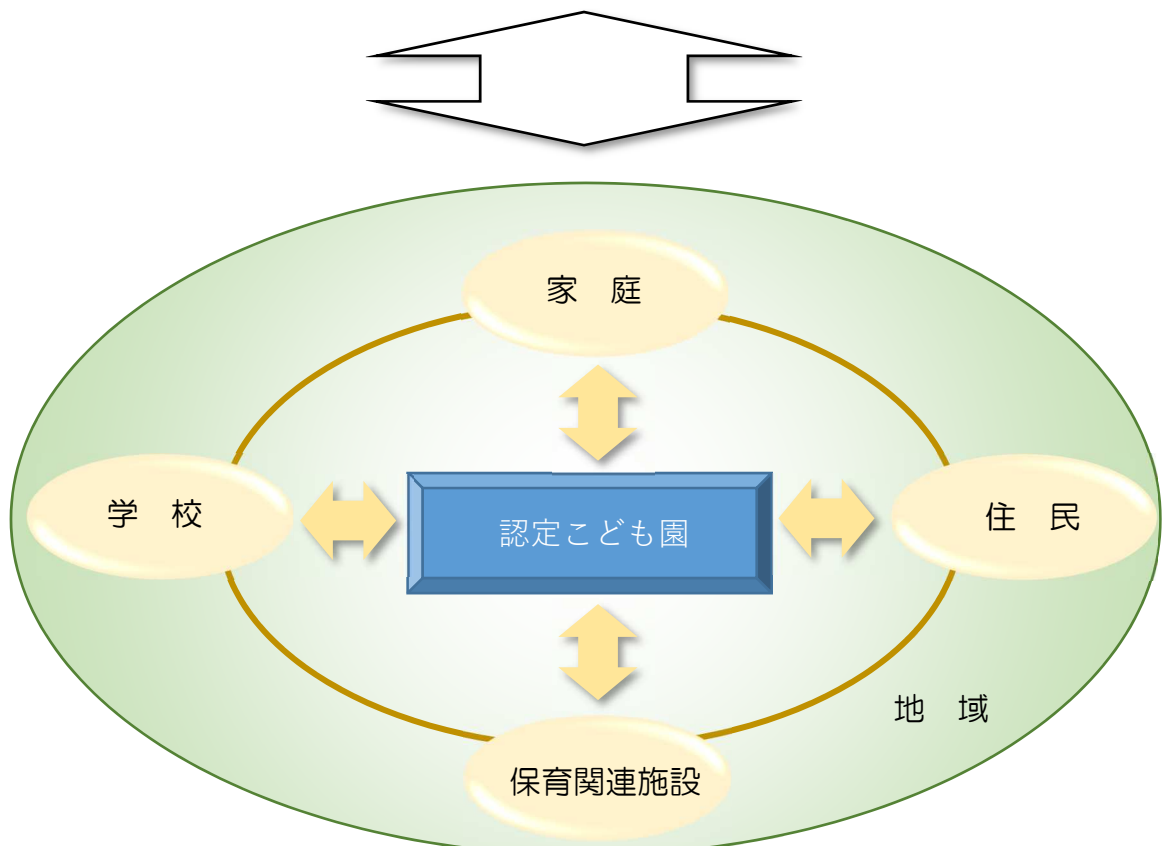 家　庭
学　校
認定こども園
住　民
地　域
保育関連施設